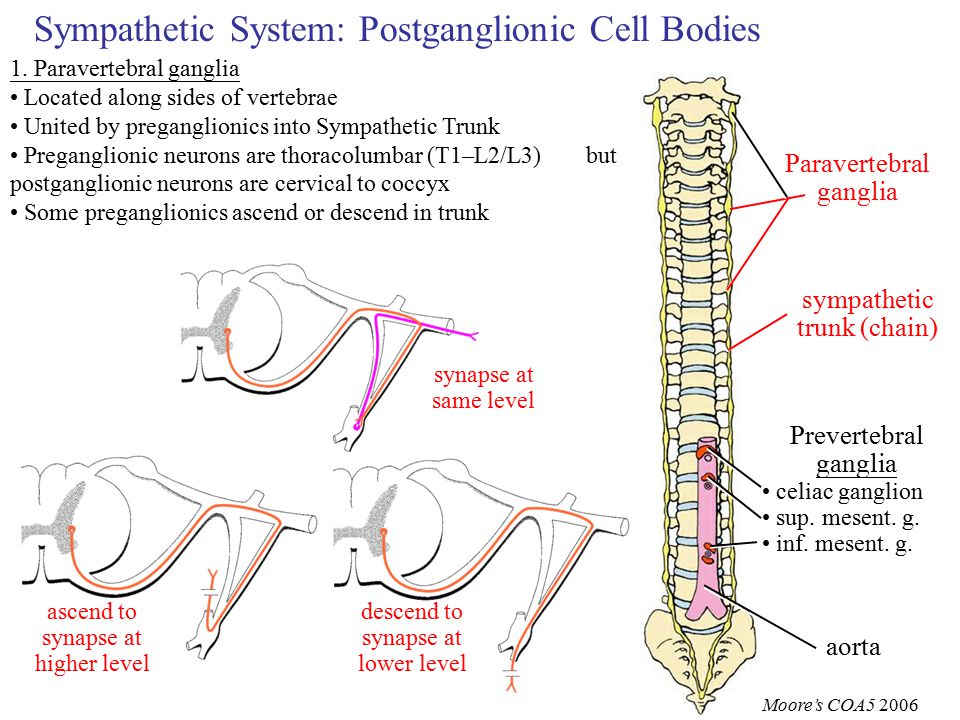 Sympathetic System: Postganglionic Cell Bodies
1. Paravertebral ganglia
• Located along sides of vertebrae
• United by preganglionics into Sympathetic Trunk
• Preganglionic neurons are thoracolumbar (T1–L2/L3) but
postganglionic neurons are cervical to coccyx
• Some preganglionics ascend or descend in trunk
Paravertebral
ganglia
sympathetic
trunk (chain)
synapse at
same level
Prevertebral
ganglia
• celiac ganglion
• sup. mesent. g.
• inf. mesent. g.
ascend to
synapse at
higher level
descend to
synapse at
lower level
aorta
Moore’s COA5 2006